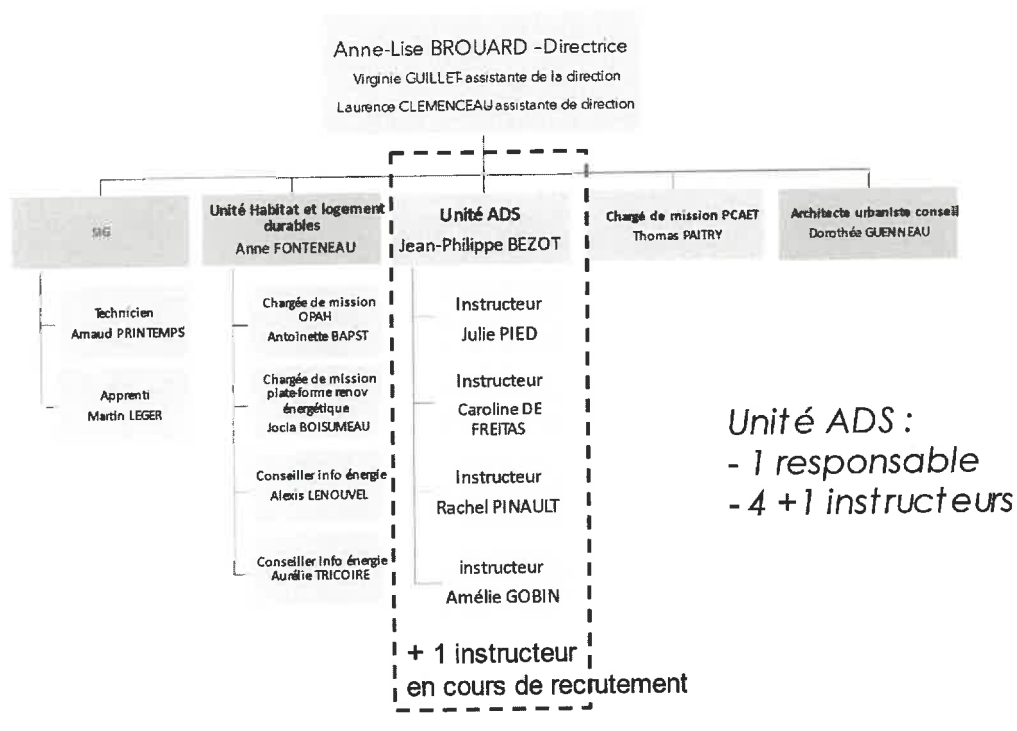 Anne-Lise BROUARD -Directrice
Virginie GUILLET assistante de la direction
Laurence CLEMENCEAU assistante de direction
SIG
Technicien
Arnaud PRINTEMPS
Apprenti
Martin LEGER
Unité Habitat et logement
durables
Anne FONTENEAU
Chargée de mission
OPAH
Antoinette BAPST
Chargée de mission
plate-forme renov
énergétique
Jocia BOISUMEAU
Conseiller info énergie
Alexis LENOUVEL
Conseiller info énergie
Aurélie TRICOIRE
Unité ADS
Jean-Philippe BEZOT
Instructeur
Julie PIED
Instructeur
Caroline DE
FREITAS
Instructeur
Rachel PINAULT
instructeur
Amélie GOBIN
+ 1 instructeur
en cours de recrutement
Chargé de mission PCAET
Thomas PAITRY
Architecte urbaniste conseil
Dorothée GUENNEAU
Unité ADS :
- 1 responsable
- 4 +1 instructeurs